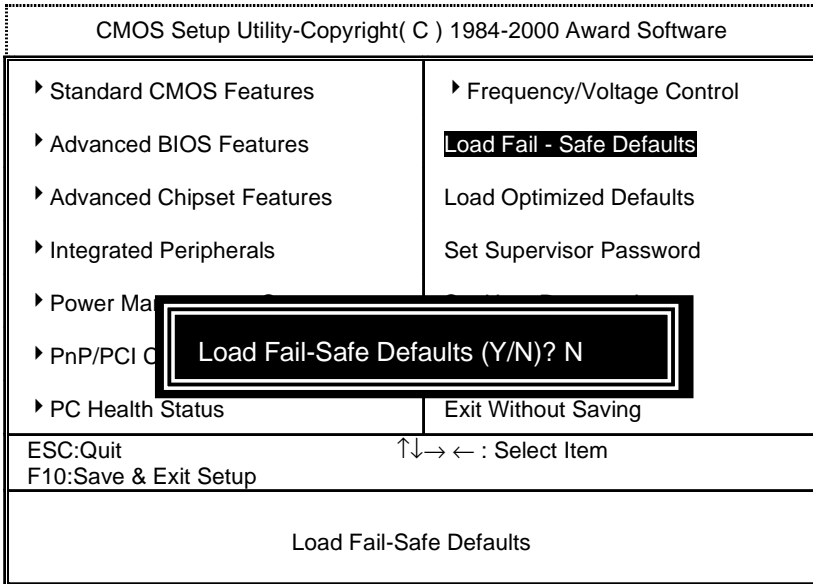 CMOS Setup Utility-Copyright( C ) 1984-2000 Award Software
Standard CMOS Features
Advanced BIOS Features
Advanced Chipset Features
Integrated Peripherals
Power
PnP/PCI
PC Health Status
Frequency/Voltage Control
Load Fail - Safe Defaults
Load Optimized Defaults
Set Supervisor Password
Exit Without Saving
Load Fail-Safe Defaults (Y/N)? N
ESC:Quit
↑↓→ ← : Select Item
F10:Save & Exit Setup
Load Fail-Safe Defaults